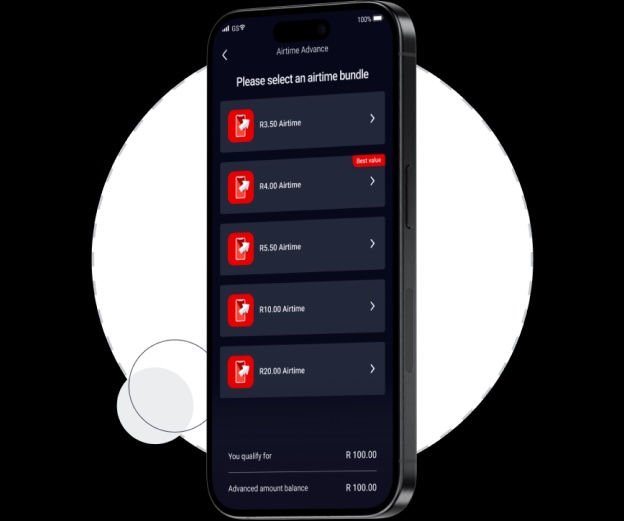 GS 100%
Airtime Advance
Please select an airtime bundle
R3.50 Airtime
Best value
R4.00 Airtime
R5.50 Airtime
R10.00 Airtime
R20.00 Airtime
You qualify for R 100.00
Advanced amount balance R 100.00